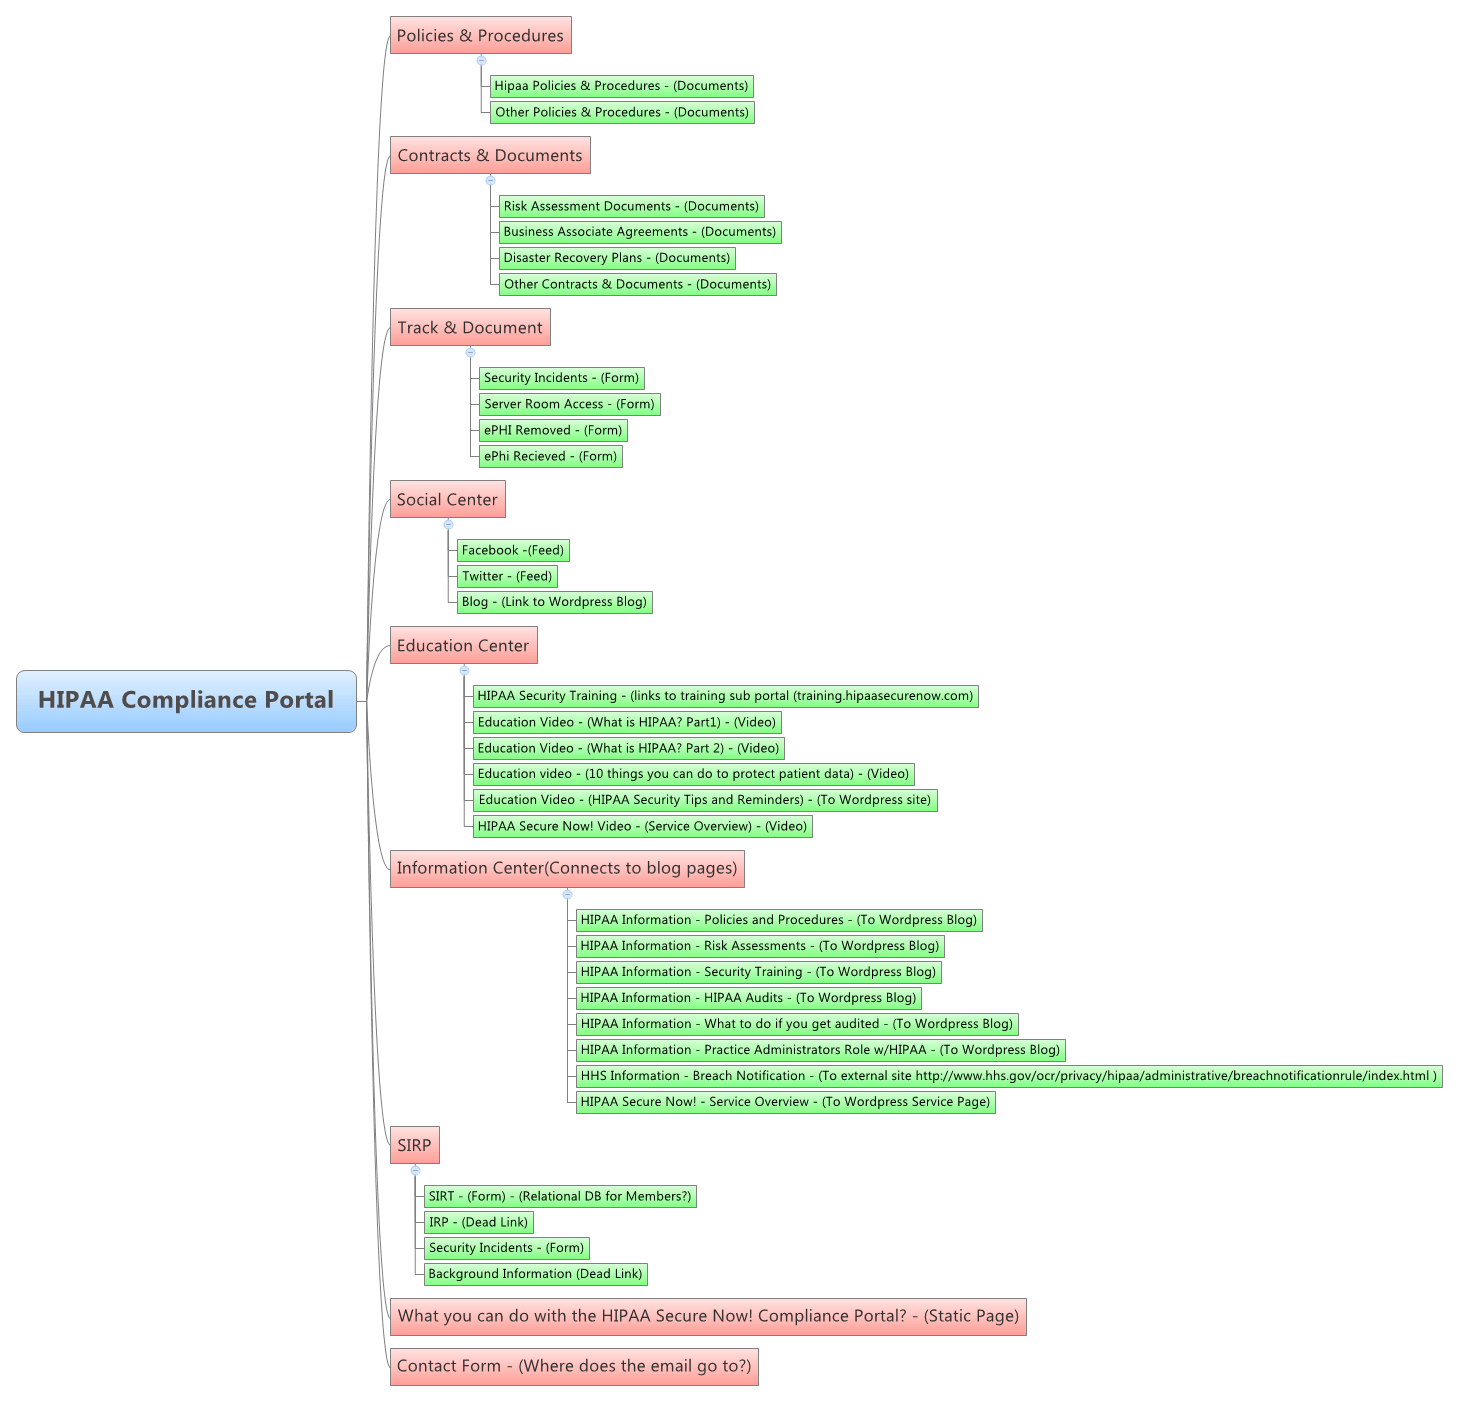 Policies & Procedures
Hipaa Policies & Procedures - (Documents)
Other Policies & Procedures - (Documents)
Contracts & Documents
Risk Assessment Documents - (Documents)
Business Associate Agreements - (Documents)
Disaster Recovery Plans - (Documents)
Other Contracts & Documents - (Documents)
Track & Document
Security Incidents - (Form)
Server Room Access - (Form)
ePHI Removed - (Form)
ePhi Recieved - (Form)
Social Center
Facebook -(Feed)
Twitter - (Feed)
Blog - (Link to Wordpress Blog)
Education Center
HIPAA Compliance Portal
HIPAA Security Training - (links to training sub portal (training.hipaasecurenow.com)
Education Video - (What is HIPAA? Part1) - (Video)
Education Video - (What is HIPAA? Part 2) - (Video)
Education video - (10 things you can do to protect patient data) - (Video)
Education Video - (HIPAA Security Tips and Reminders) - (To Wordpress site)
HIPAA Secure Now! Video - (Service Overview) - (Video)
Information Center(Connects to blog pages)
HIPAA Information - Policies and Procedures - (To Wordpress Blog)
HIPAA Information - Risk Assessments - (To Wordpress Blog)
HIPAA Information - Security Training - (To Wordpress Blog)
HIPAA Information - HIPAA Audits - (To Wordpress Blog)
HIPAA Information - What to do if you get audited - (To Wordpress Blog)
HIPAA Information - Practice Administrators Role w/HIPAA - (To Wordpress Blog)
HHS Information - Breach Notification - (To external site http://www.hhs.gov/ocr/privacy/hipaa/administrative/breachnotificationrule/index.html )
HIPAA Secure Now! - Service Overview - (To Wordpress Service Page)
SIRP
SIRT - (Form) - (Relational DB for Members?)
IRP - (Dead Link)
Security Incidents - (Form)
Background Information (Dead Link)
What you can do with the HIPAA Secure Now! Compliance Portal? - (Static Page)
Contact Form - (Where does the email go to?)